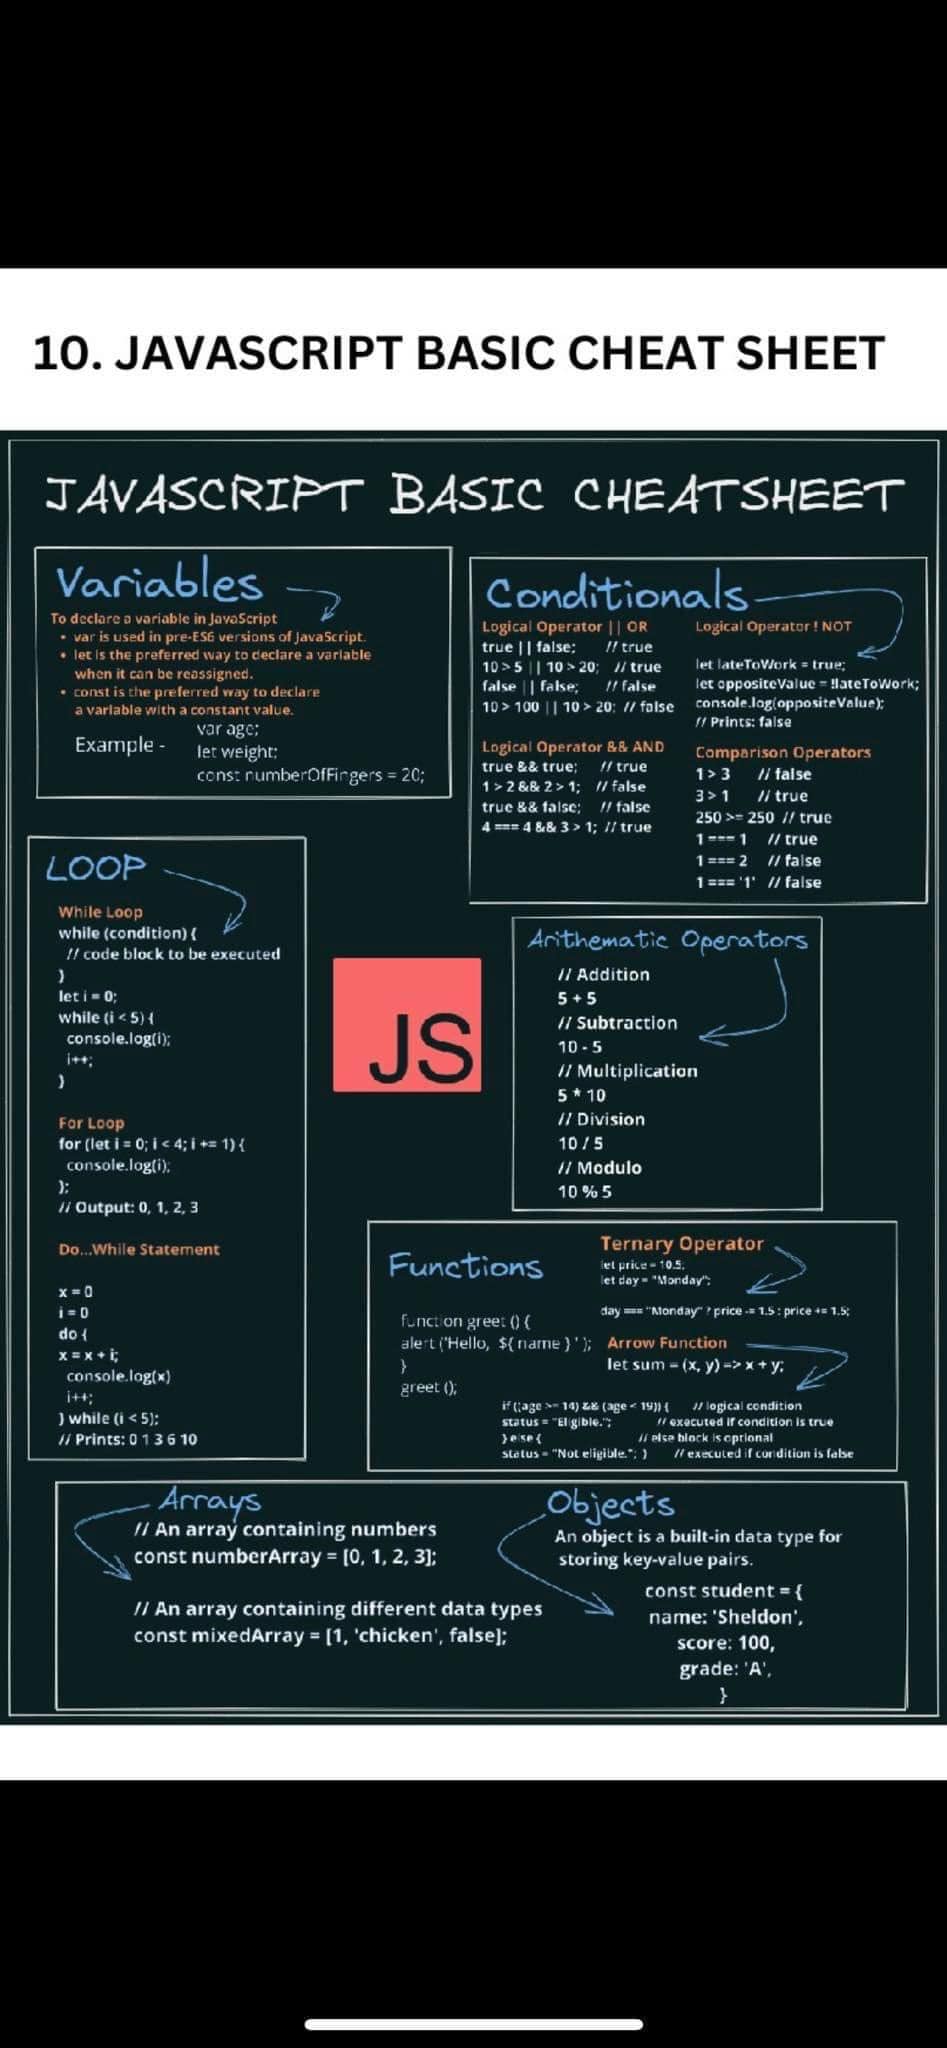 10. JAVASCRIPT BASIC CHEAT SHEET
JAVASCRIPT BASIC CHEATSHEET
Variables
To declare a variable in JavaScript
• var is used in pre-ES6 versions of JavaScript.
• let is the preferred way to declare a variable
when it can be reassigned.
• const is the preferred way to declare
a variable with a constant value.
Example -
var age;
let weight;
const numberOfFingers = 20;
Conditionals
Logical Operator || OR
true || false; // true
10 > 5 || 10 > 20; // true
false || false; // false
10 > 100 || 10 > 20; // false
Logical Operator && AND
true && true; // true
1 > 2 && 2 > 1; // false
true && false; // false
4 === 4 && 3 > 1; // true
Logical Operator ! NOT
let lateToWork = true;
let oppositeValue = !lateToWork;
console.log(oppositeValue);
// Prints: false
Comparison Operators
1 > 3 // false
3 > 1 // true
250 >= 250 // true
1 === 1 // true
1 === 2 // false
1 === '1' // false
LOOP
While Loop
while (condition) {
// code block to be executed
}
let i = 0;
while (i < 5) {
console.log(i);
i++;
}
For Loop
for (let i = 0; i < 4; i += 1) {
console.log(i);
};
// Output: 0, 1, 2, 3
Do...While Statement
x = 0
i = 0
do {
x = x + i;
console.log(x)
i++;
} while (i < 5);
// Prints: 0 1 3 6 10
JS
Arithematic Operators
// Addition
5 + 5
// Subtraction
10 - 5
// Multiplication
5 * 10
// Division
10 / 5
// Modulo
10 % 5
Functions
function greet () {
alert ('Hello, ${ name } ' );
}
greet ();
Ternary Operator
let price = 10.5;
let day = "Monday";
day === "Monday" ? price -= 1.5 : price += 1.5;
Arrow Function
let sum = (x, y) => x + y;
if ((age >= 14) && (age < 19)) { // logical condition
status = "Eligible."; // executed if condition is true
} else { // else block is optional
status = "Not eligible."; } // executed if condition is false
Arrays
// An array containing numbers
const numberArray = [0, 1, 2, 3];
// An array containing different data types
const mixedArray = [1, 'chicken', false];
Objects
An object is a built-in data type for
storing key-value pairs.
const student = {
name: 'Sheldon',
score: 100,
grade: 'A',
}